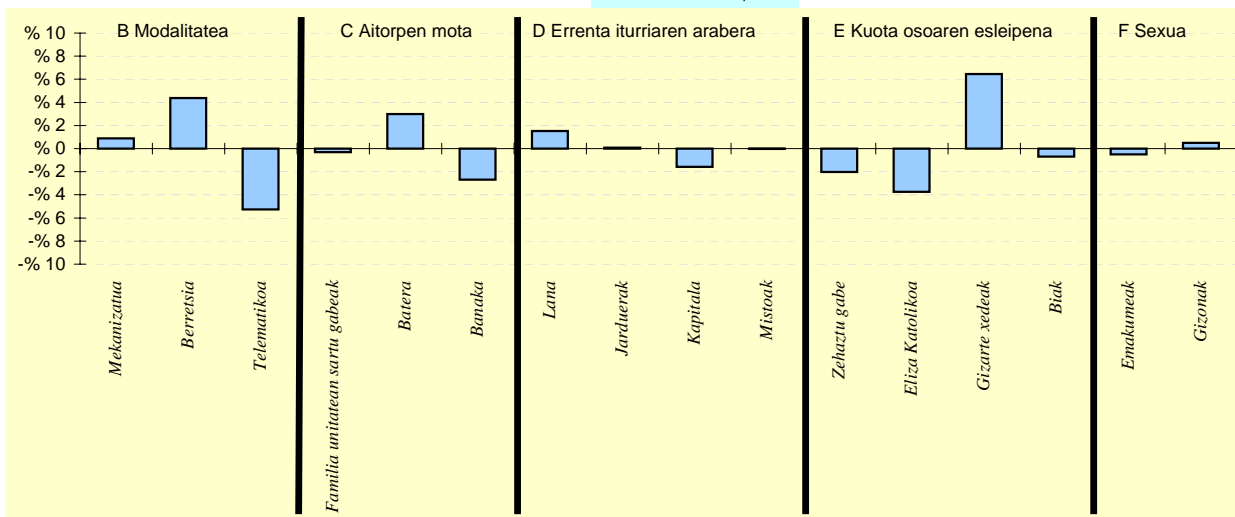 B Modalitatea
C Aitorpen mota
D Errenta iturriaren arabera
E Kuota osoaren esleipena
F Sexua
% 10
% 8
% 6
% 4
% 2
% 0
-% 2
-% 4
-% 6
-% 8
-% 10
Mekanizatua
Berretsia
Telematikoa
Familia unitatean sartu gabeak
Batera
Banaka
Lana
Jarduerak
Kapitala
Mistoak
Zehaztu gabe
Eliza Katolikoa
Gizarte xedeak
Biak
Emakumeak
Gizonak